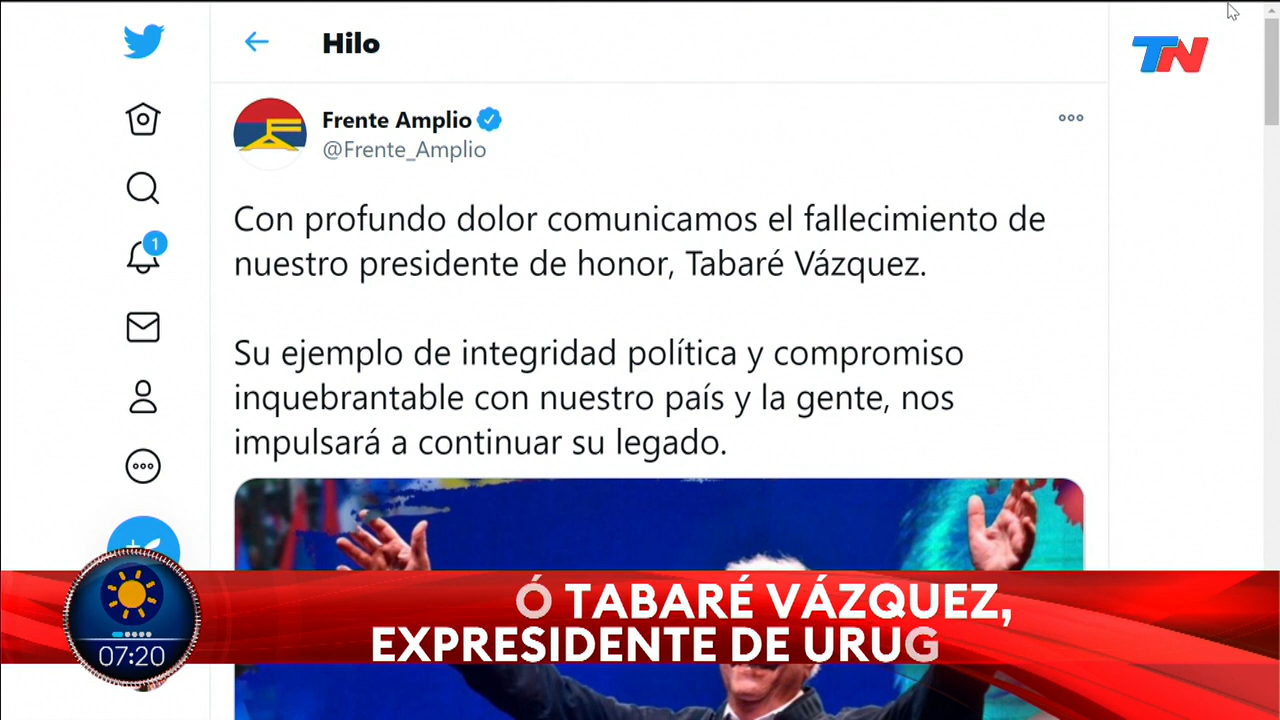 Hilo
TN
Frente Amplio
@Frente_Amplio
1
Con profundo dolor comunicamos el fallecimiento de
nuestro presidente de honor, Tabaré Vázquez.
Su ejemplo de integridad política y compromiso
inquebrantable con nuestro país y la gente, nos
impulsará a continuar su legado.
Ó TABARÉ VÁZQUEZ,
EXPRESIDENTE DE URUG
07:20